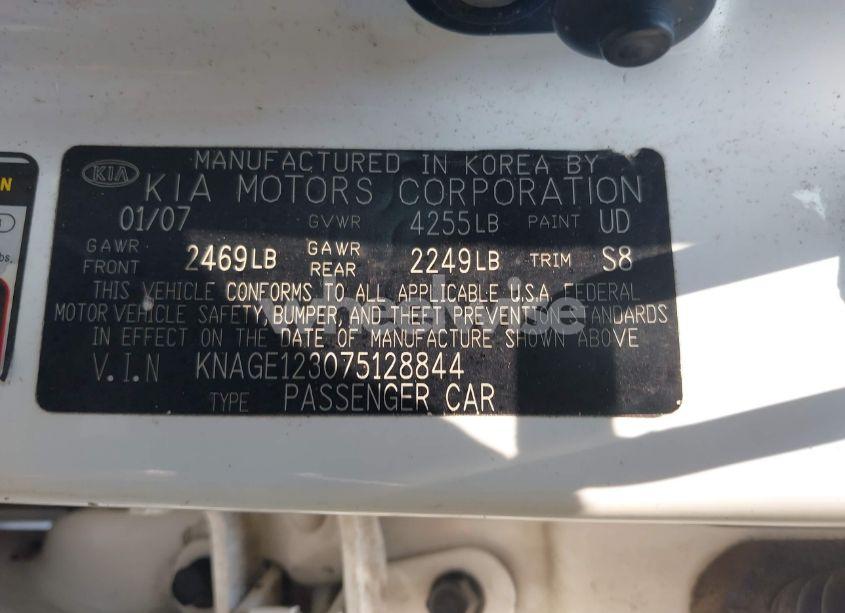 MANUFACTURED IN KOREA BY
KIA KIA MOTORS CORPORATION
01/07 GVWR 4255LB PAINT UD
GAWR FRONT 2469LB GAWR REAR 2249LB TRIM S8
THIS VEHICLE CONFORMS TO ALL APPLICABLE U.S.A. FEDERAL
MOTOR VEHICLE SAFETY, BUMPER, AND THEFT PREVENTION STANDARDS
IN EFFECT ON THE DATE OF MANUFACTURE SHOWN ABOVE
V.I.N KNAGE123075128844
TYPE PASSENGER CAR
wheelwise